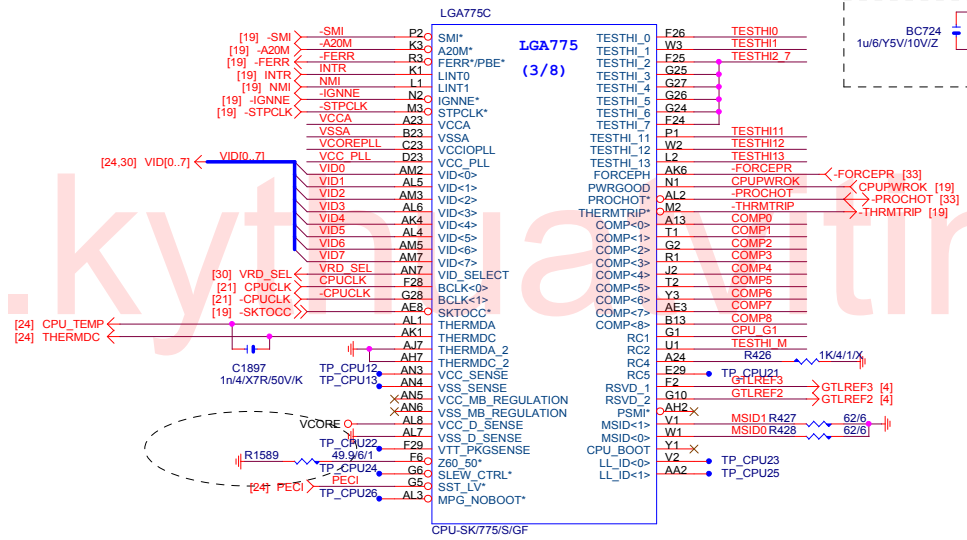 LGA775C
LGA775
(3/8)
BC724
1u/6/Y5V/10V/Z
[19] -SMI -SMI P2 SMI*
[19] -A20M -A20M K3 A20M*
[19] -FERR -FERR R3 FERR*/PBE*
[19] INTR INTR K1 LINT0
[19] NMI NMI L1 LINT1
[19] -IGNNE -IGNNE N2 IGNNE*
[19] -STPCLK -STPCLK M3 STPCLK*
VCCA A23 VCCA
VSSA B23 VSSA
VCOREPLL C23 VCCIOPLL
VCC_PLL D23 VCC_PLL
[24,30] VID[0..7] VID[0..7]
VID0 AM2 VID<0>
VID1 AL5 VID<1>
VID2 AM3 VID<2>
VID3 AL6 VID<3>
VID4 AK4 VID<4>
VID5 AL4 VID<5>
VID6 AM5 VID<6>
VID7 AM7 VID<7>
[30] VRD_SEL VRD_SEL AN7 VID_SELECT
[21] CPUCLK CPUCLK F28 BCLK<0>
[21] -CPUCLK -CPUCLK G28 BCLK<1>
[19] -SKTOCC AE8 SKTOCC*
[24] CPU_TEMP AL1 THERMDA
[24] THERMDC AK1 THERMDC
AJ7 THERMDA_2
AH7 THERMDC_2
C1897
1n/4/X7R/50V/K
TP_CPU12 AN3 VCC_SENSE
TP_CPU13 AN4 VSS_SENSE
AN5 VCC_MB_REGULATION
AN6 VSS_MB_REGULATION
VCORE AL8 VCC_D_SENSE
AL7 VSS_D_SENSE
TP_CPU22 F29 VTT_PKGSENSE
R1589 49.9/6/1 F6 Z60_50*
TP_CPU24 G6 SLEW_CTRL*
[24] PECI PECI G5 SST_LV*
TP_CPU26 AL3 MPG_NOBOOT*
TESTHI_0 F26 TESTHI0
TESTHI_1 W3 TESTHI1
TESTHI_2 F25 TESTHI2_7
TESTHI_3 G25
TESTHI_4 G27
TESTHI_5 G26
TESTHI_6 G24
TESTHI_7 F24
TESTHI_11 P1 TESTHI11
TESTHI_12 W2 TESTHI12
TESTHI_13 L2 TESTHI13
FORCEPH AK6 -FORCEPR -FORCEPR [33]
PWRGOOD N1 CPUPWROK CPUPWROK [19]
PROCHOT* AL2 -PROCHOT -PROCHOT [33]
THERMTRIP* M2 -THRMTRIP -THRMTRIP [19]
COMP<0> A13 COMP0
COMP<1> T1 COMP1
COMP<2> G2 COMP2
COMP<3> R1 COMP3
COMP<4> J2 COMP4
COMP<5> T2 COMP5
COMP<6> Y3 COMP6
COMP<7> AE3 COMP7
COMP<8> B13 COMP8
RC1 G1 CPU_G1
RC2 U1 TESTHI_M
RC4 A24 R426 1K/4/1/X
RC5 E29 TP_CPU21
RSVD_1 F2 GTLREF3 GTLREF3 [4]
RSVD_2 G10 GTLREF2 GTLREF2 [4]
PSMI* AH2
MSID<1> V1 MSID1 R427 62/6
MSID<0> W1 MSID0 R428 62/6
CPU_BOOT Y1
LL_ID<0> V2 TP_CPU23
LL_ID<1> AA2 TP_CPU25
CPU-SK/775/S/GF
.kythuavitin